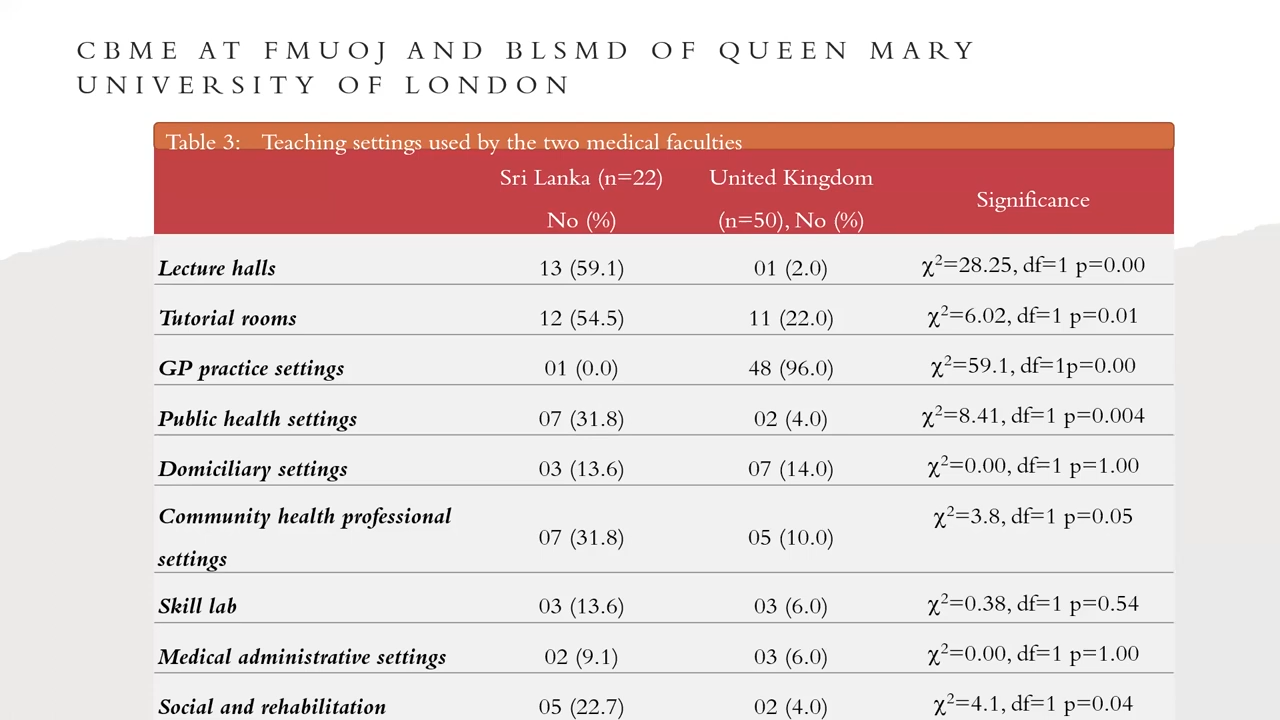 CBME AT FMUOJ AND BLSMD OF QUEEN MARY
UNIVERSITY OF LONDON
Table 3: Teaching settings used by the two medical faculties
Sri Lanka (n=22) No (%) United Kingdom (n=50), No (%) Significance
Lecture halls 13 (59.1) 01 (2.0) χ²=28.25, df=1 p=0.00
Tutorial rooms 12 (54.5) 11 (22.0) χ²=6.02, df=1 p=0.01
GP practice settings 01 (0.0) 48 (96.0) χ²=59.1, df=1p=0.00
Public health settings 07 (31.8) 02 (4.0) χ²=8.41, df=1 p=0.004
Domiciliary settings 03 (13.6) 07 (14.0) χ²=0.00, df=1 p=1.00
Community health professional settings 07 (31.8) 05 (10.0) χ²=3.8, df=1 p=0.05
Skill lab 03 (13.6) 03 (6.0) χ²=0.38, df=1 p=0.54
Medical administrative settings 02 (9.1) 03 (6.0) χ²=0.00, df=1 p=1.00
Social and rehabilitation 05 (22.7) 02 (4.0) χ²=4.1, df=1 p=0.04